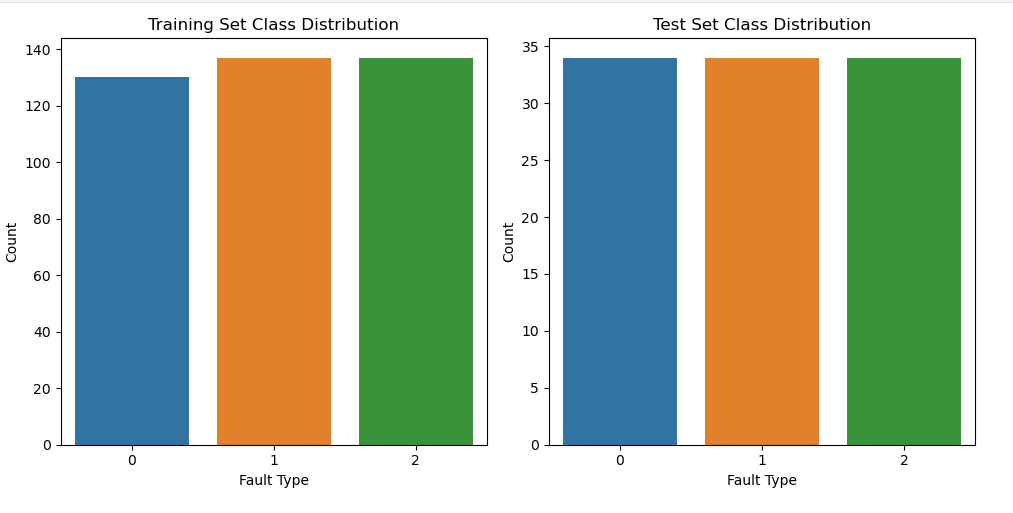 Training Set Class Distribution
140
120
100
80
60
40
20
0
Count
0 1 2
Fault Type
Test Set Class Distribution
35
30
25
20
15
10
5
0
Count
0 1 2
Fault Type